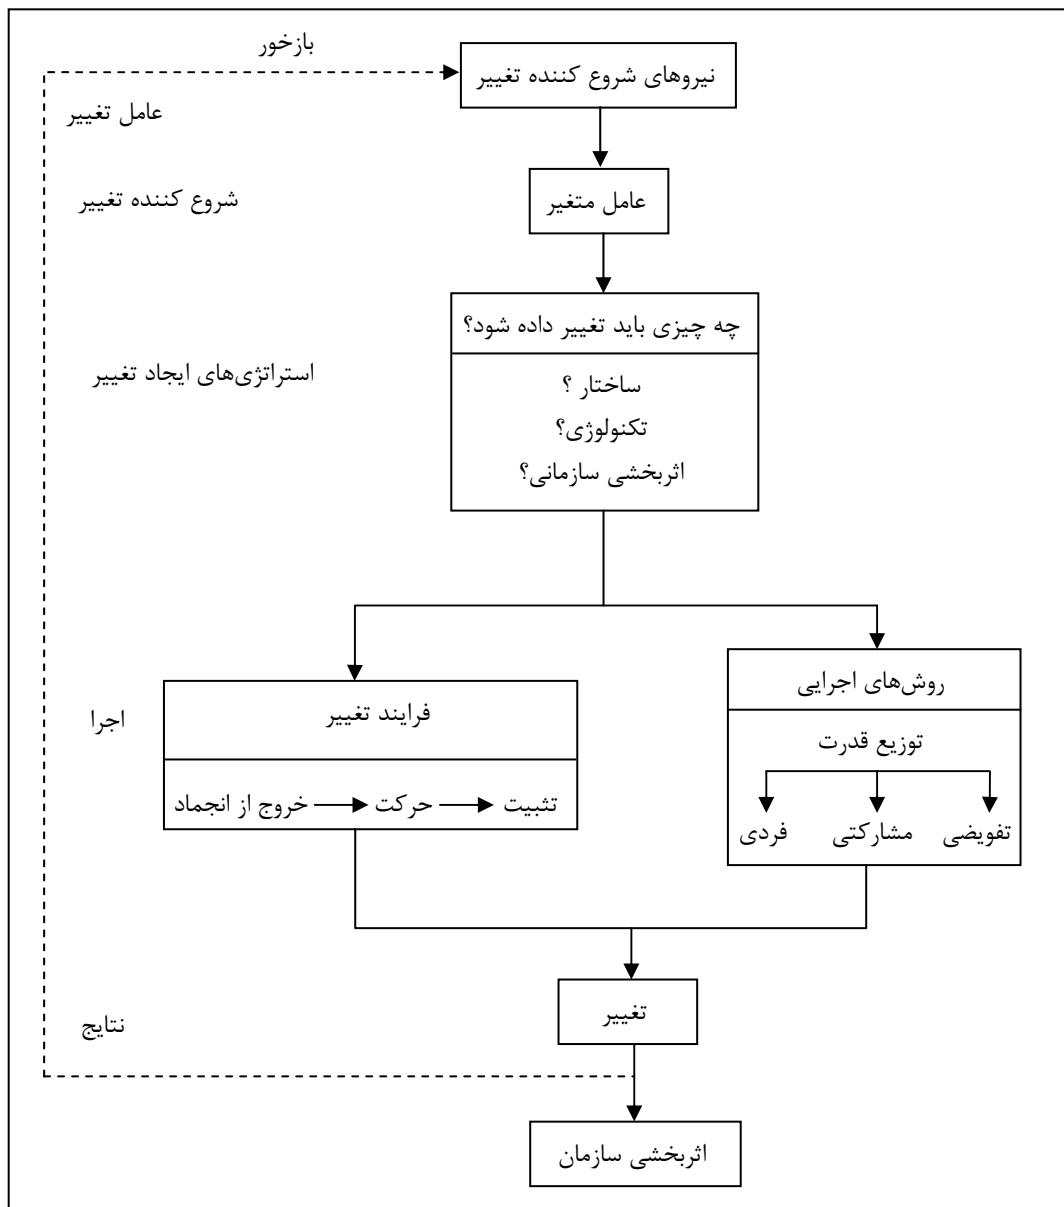 بازخور
نیروهای شروع کننده تغییر
عامل تغییر
عامل متغیر
شروع کننده تغییر
چه چیزی باید تغییر داده شود؟
استراتژی‌های ایجاد تغییر
ساختار ؟
تکنولوژی؟
اثربخشی سازمانی؟
روش‌های اجرایی
توزیع قدرت
تفویضی مشارکتی فردی
اجرا
فرایند تغییر
خروج از انجماد حرکت تثبیت
تغییر
نتایج
اثربخشی سازمان